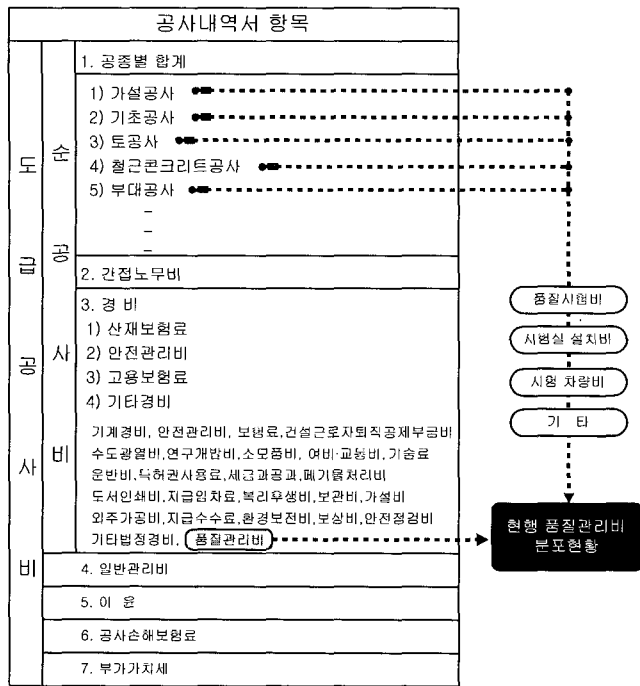 공사내역서 항목
도급공사비
순공사비
1. 공종별 합계
1) 가설공사
2) 기초공사
3) 토공사
4) 철근콘크리트공사
5) 부대공사
–
–
–
2. 간접노무비
3. 경 비
1) 산재보험료
2) 안전관리비
3) 고용보험료
4) 기타경비
기계경비, 안전관리비, 보험료,건설근로자퇴직공제부금비
수도광열비,연구개발비,소모품비, 여비·교통비, 기술료
운반비,특허권사용료,세금과공과,폐기물처리비
도서인쇄비,지급임차료,복리후생비,보관비,가설비
외주가공비,지급수수료,환경보전비,보상비,안전점검비
기타법정경비, 품질관리비
4. 일반관리비
5. 이 윤
6. 공사손해보험료
7. 부가가치세
품질시험비
시험실 설치비
시험 차량비
기 타
현행 품질관리비
분포현황